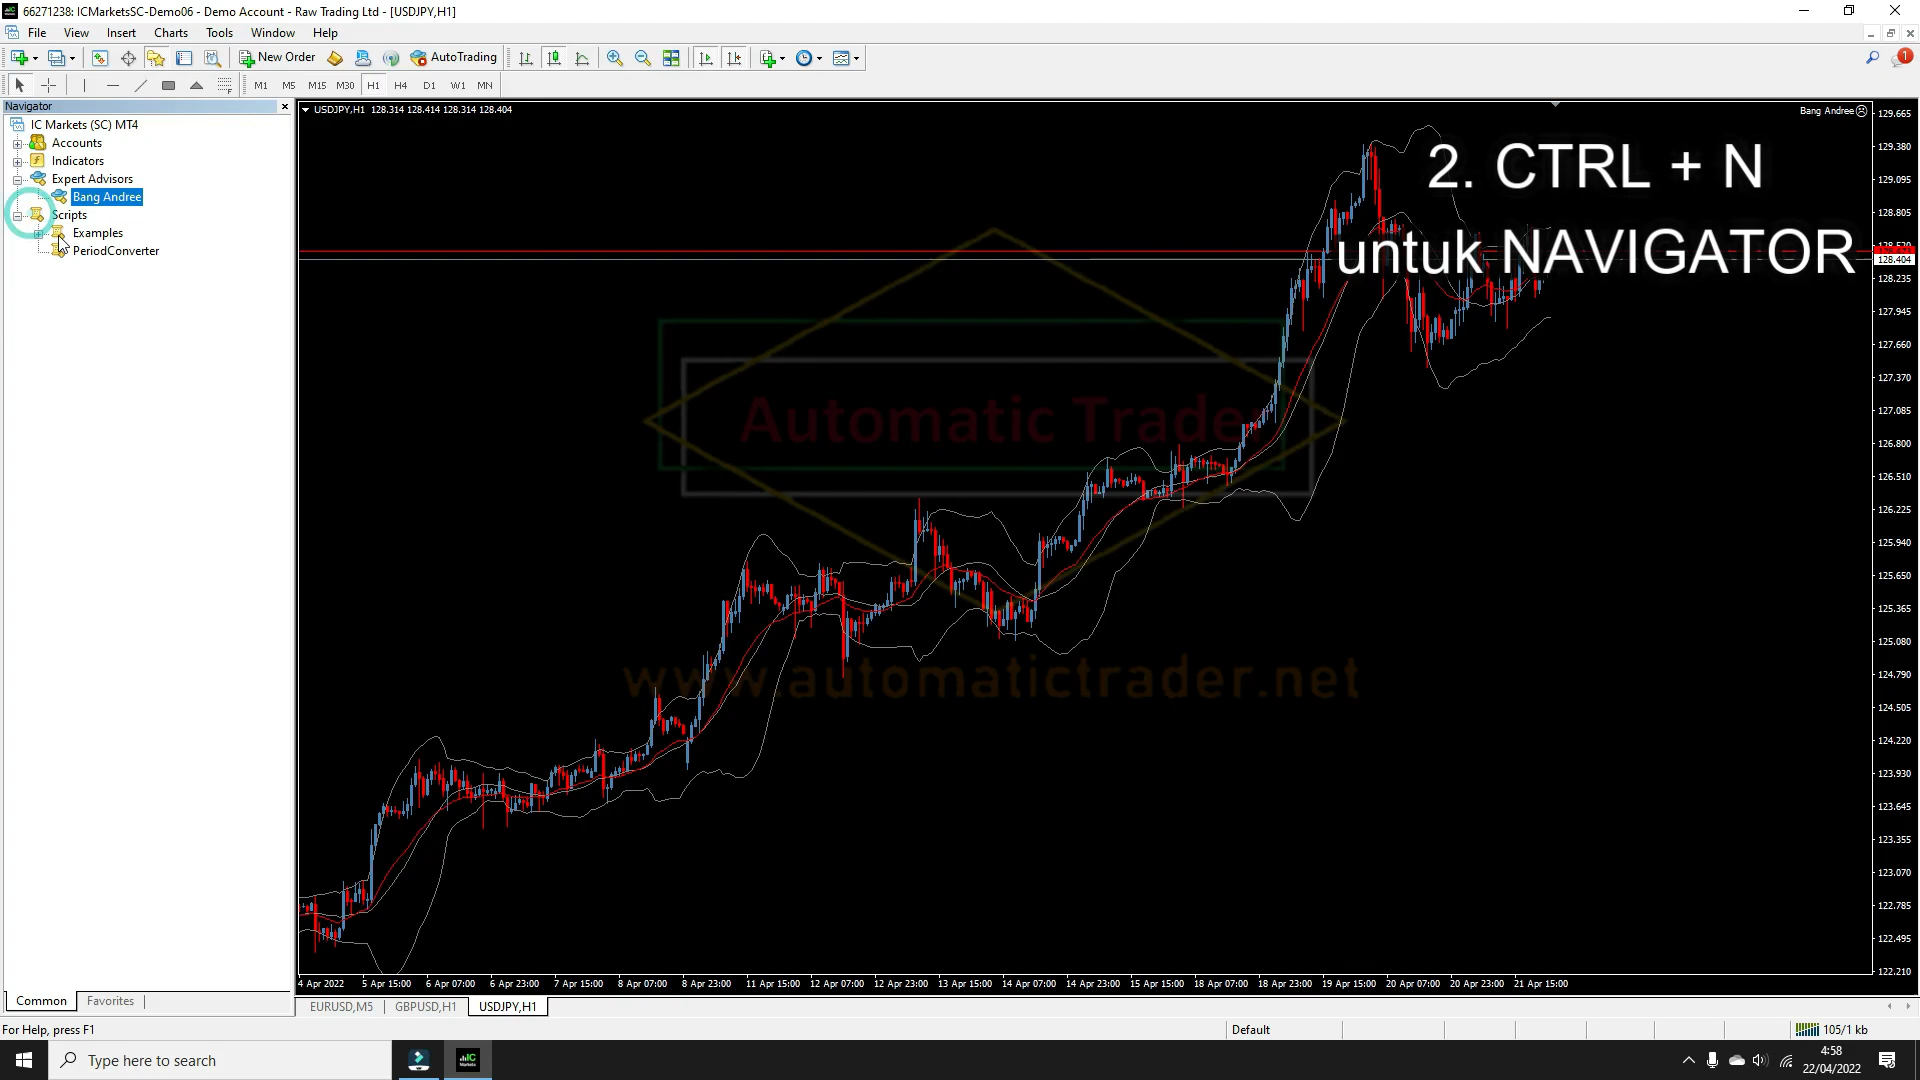 66271238: ICMarketsSC-Demo06 - Demo Account - Raw Trading Ltd - [USDJPY,H1]
File View Insert Charts Tools Window Help
New Order AutoTrading
1
M1 M5 M15 M30 H1 H4 D1 W1 MN
Navigator
IC Markets (SC) MT4
Accounts
Indicators
Expert Advisors
Bang Andree
Scripts
Examples
PeriodConverter
Common Favorites
USDJPY,H1 128.314 128.414 128.314 128.404
Bang Andree
2. CTRL + N
untuk NAVIGATOR
Automatic Trader
www.automatictrader.net
129.665
129.380
129.095
128.805
128.520
128.404
128.235
127.945
127.660
127.370
127.085
126.800
126.510
126.225
125.940
125.650
125.365
125.080
124.790
124.505
124.220
123.930
123.645
123.355
123.070
122.785
122.495
122.210
4 Apr 2022 5 Apr 15:00 6 Apr 07:00 6 Apr 23:00 7 Apr 15:00 8 Apr 07:00 8 Apr 23:00 11 Apr 15:00 12 Apr 07:00 12 Apr 23:00 13 Apr 15:00 14 Apr 07:00 14 Apr 23:00 15 Apr 15:00 18 Apr 07:00 18 Apr 23:00 19 Apr 15:00 20 Apr 07:00 20 Apr 23:00 21 Apr 15:00
EURUSD,M5 GBPUSD,H1 USDJPY,H1
For Help, press F1
Default
105/1 kb
Type here to search
IC
Markets
4:58
22/04/2022